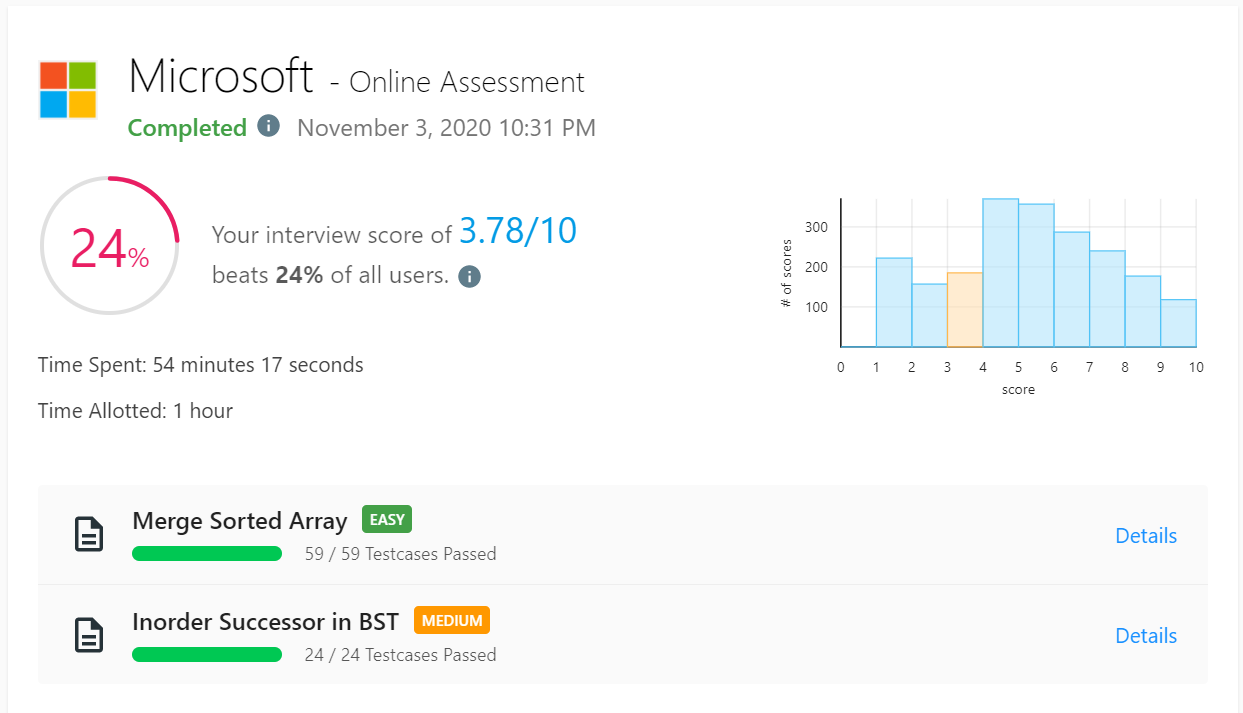 Microsoft - Online Assessment
Completed i November 3, 2020 10:31 PM
24%
Your interview score of 3.78/10
beats 24% of all users. i
Time Spent: 54 minutes 17 seconds
Time Allotted: 1 hour
# of scores
300
200
100
0 1 2 3 4 5 6 7 8 9 10
score
Merge Sorted Array EASY
59 / 59 Testcases Passed
Details
Inorder Successor in BST MEDIUM
24 / 24 Testcases Passed
Details